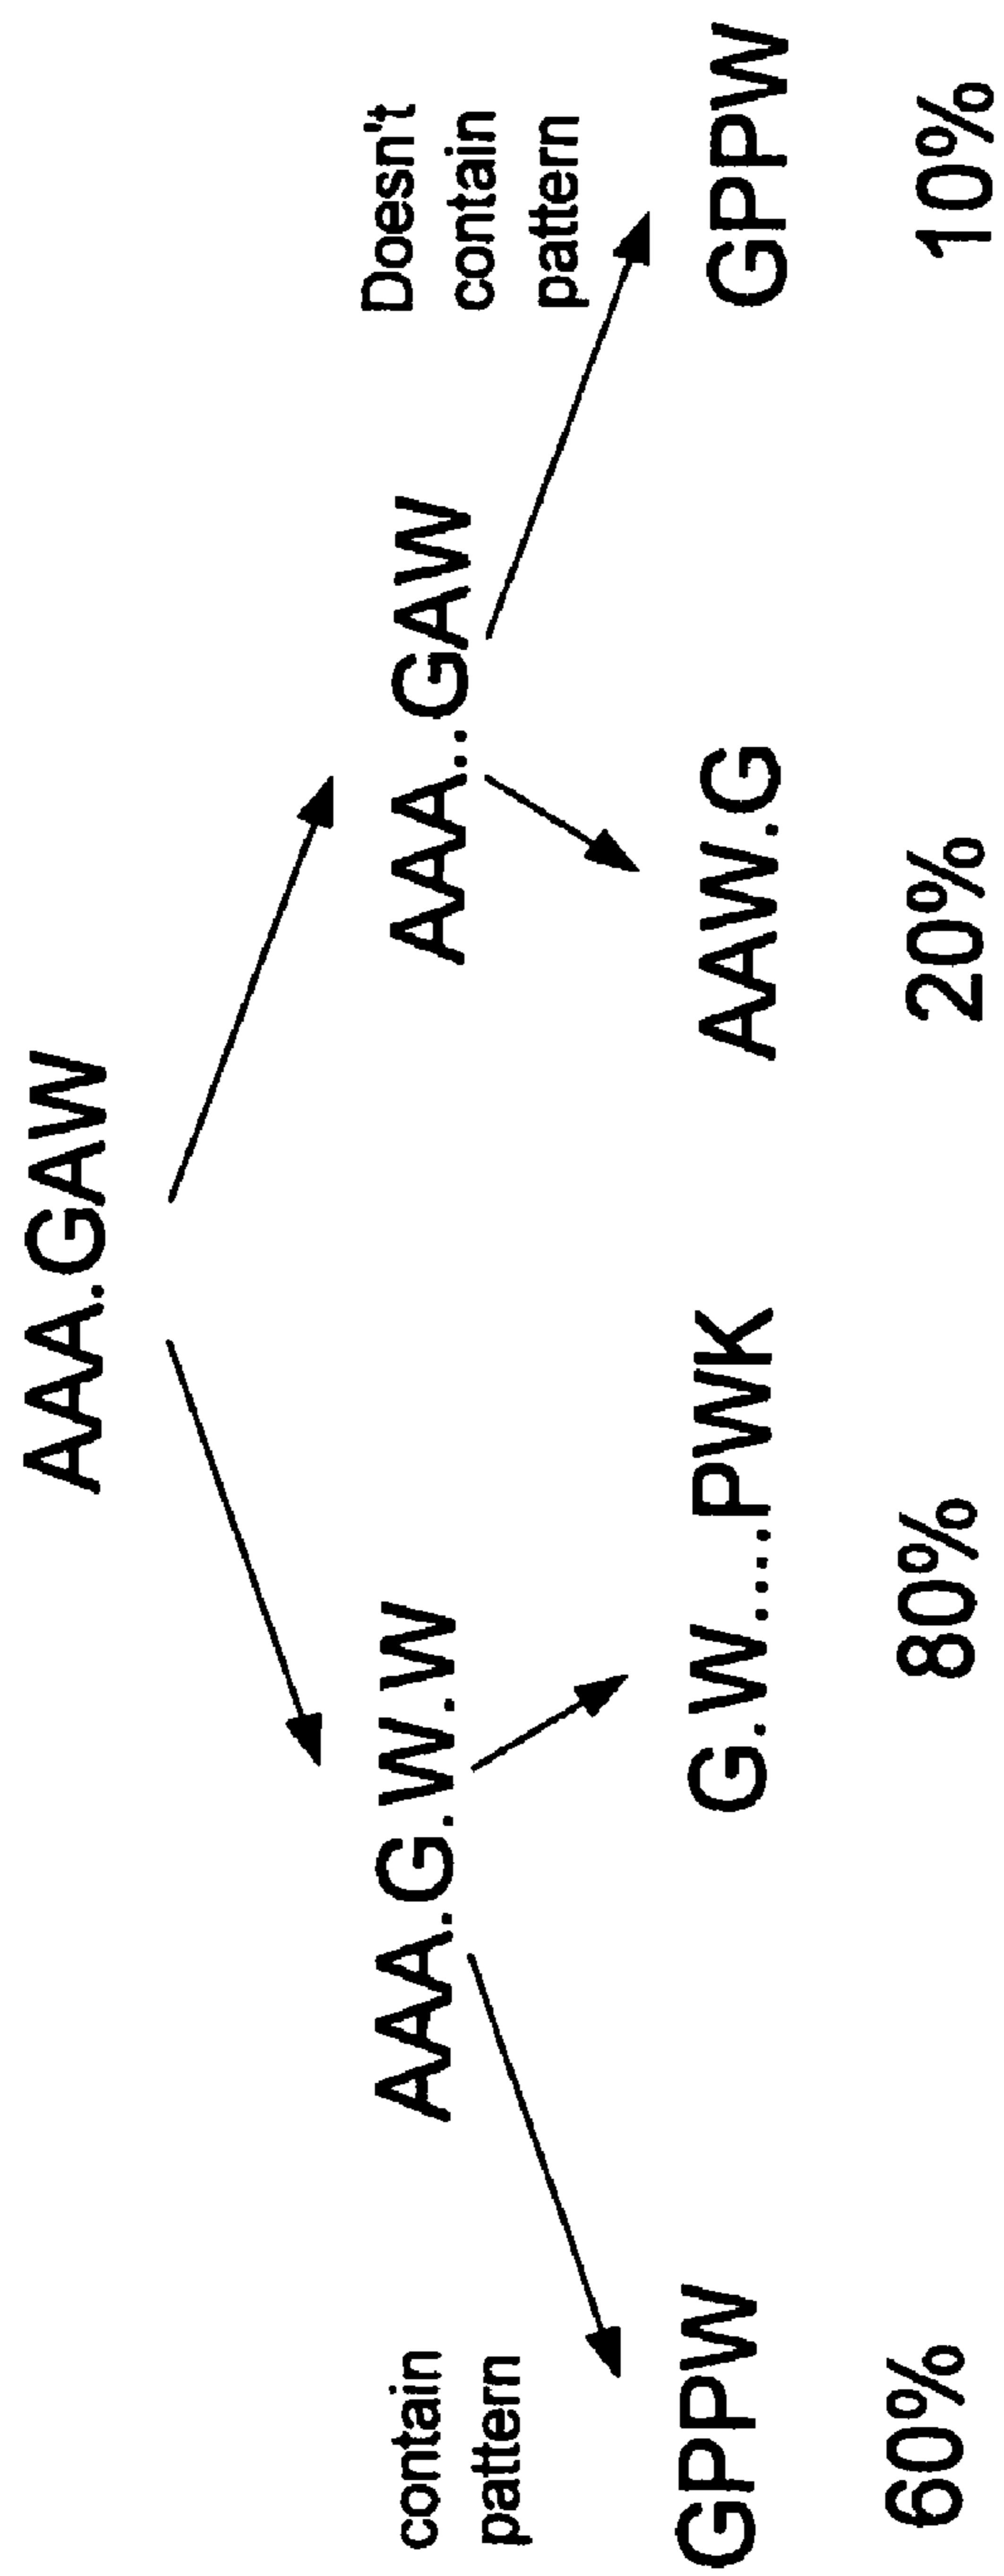 AAA.GAW
contain
pattern
AAA.G.W.W
AAA..GAW
Doesn't
contain
pattern
GPPW
G.W....PWK
AAW.G
GPPW
60%
80%
20%
10%